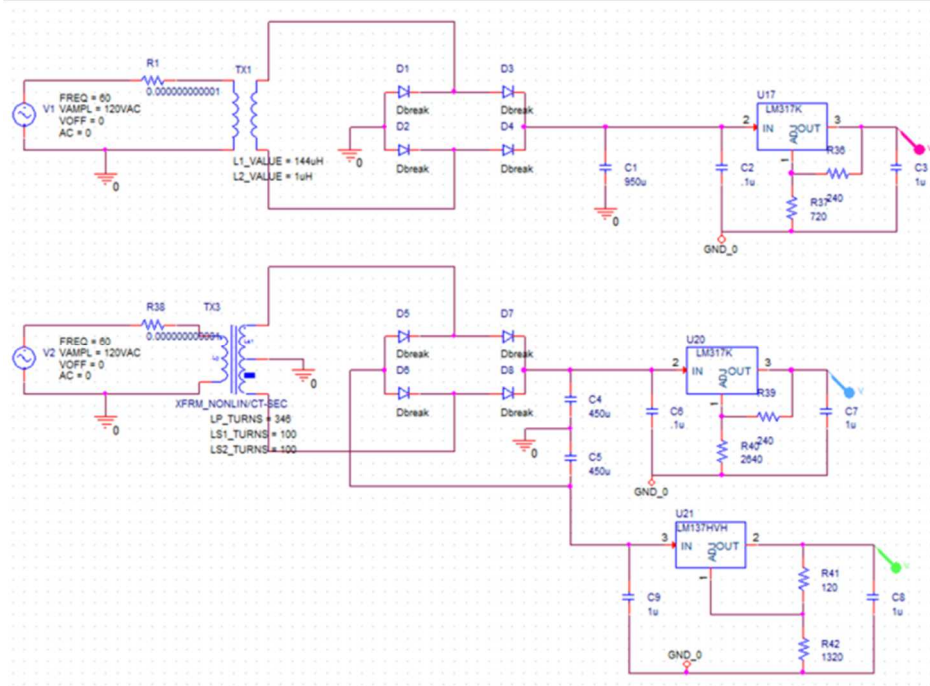 R1
0.00000000001
TX1
V1
FREQ = 60
VAMPL = 120VAC
VOFF = 0
AC = 0
0
L1_VALUE = 144uH
L2_VALUE = 1uH
D1
Dbreak
D3
Dbreak
D2
Dbreak
D4
Dbreak
0
C1
950u
0
C2
.1u
U17
LM317K
2
IN
OUT
3
ADJ
1
R36
240
R37
720
C3
1u
V
GND_0
R38
TX3
V2
FREQ = 60
VAMPL = 120VAC
VOFF = 0
AC = 0
0
0
XFRM_NONLIN/CT-SEC
LP_TURNS = 346
LS1_TURNS = 100
LS2_TURNS = 100
D5
Dbreak
D7
Dbreak
D6
Dbreak
D8
Dbreak
C4
450u
0
C5
450u
C6
.1u
U20
LM317K
2
IN
OUT
3
ADJ
1
R39
240
R40
2640
C7
1u
V
GND_0
U21
LM137HVH
3
IN
OUT
2
ADJ
1
C9
1u
R41
120
R42
1320
C8
1u
GND_0